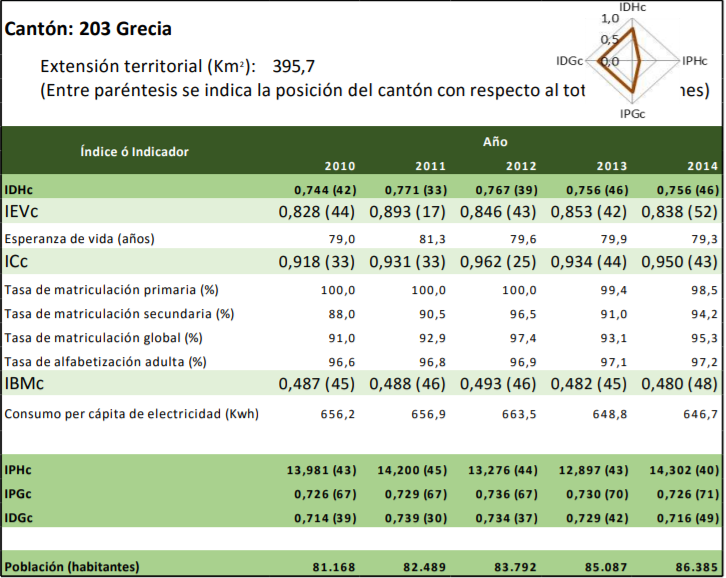 Cantón: 203 Grecia
Extensión territorial (Km²): 395,7
(Entre paréntesis se indica la posición del cantón con respecto al tot nes)
IDHc
1,0
0,5
IDGc 0,0 IPHc
IPGc
Índice ó Indicador Año
2010 2011 2012 2013 2014
IDHc 0,744 (42) 0,771 (33) 0,767 (39) 0,756 (46) 0,756 (46)
IEVc 0,828 (44) 0,893 (17) 0,846 (43) 0,853 (42) 0,838 (52)
Esperanza de vida (años) 79,0 81,3 79,6 79,9 79,3
ICc 0,918 (33) 0,931 (33) 0,962 (25) 0,934 (44) 0,950 (43)
Tasa de matriculación primaria (%) 100,0 100,0 100,0 99,4 98,5
Tasa de matriculación secundaria (%) 88,0 90,5 96,5 91,0 94,2
Tasa de matriculación global (%) 91,0 92,9 97,4 93,1 95,3
Tasa de alfabetización adulta (%) 96,6 96,8 96,9 97,1 97,2
IBMc 0,487 (45) 0,488 (46) 0,493 (46) 0,482 (45) 0,480 (48)
Consumo per cápita de electricidad (Kwh) 656,2 656,9 663,5 648,8 646,7
IPHc 13,981 (43) 14,200 (45) 13,276 (44) 12,897 (43) 14,302 (40)
IPGc 0,726 (67) 0,729 (67) 0,736 (67) 0,730 (70) 0,726 (71)
IDGc 0,714 (39) 0,739 (30) 0,734 (37) 0,729 (42) 0,716 (49)
Población (habitantes) 81.168 82.489 83.792 85.087 86.385